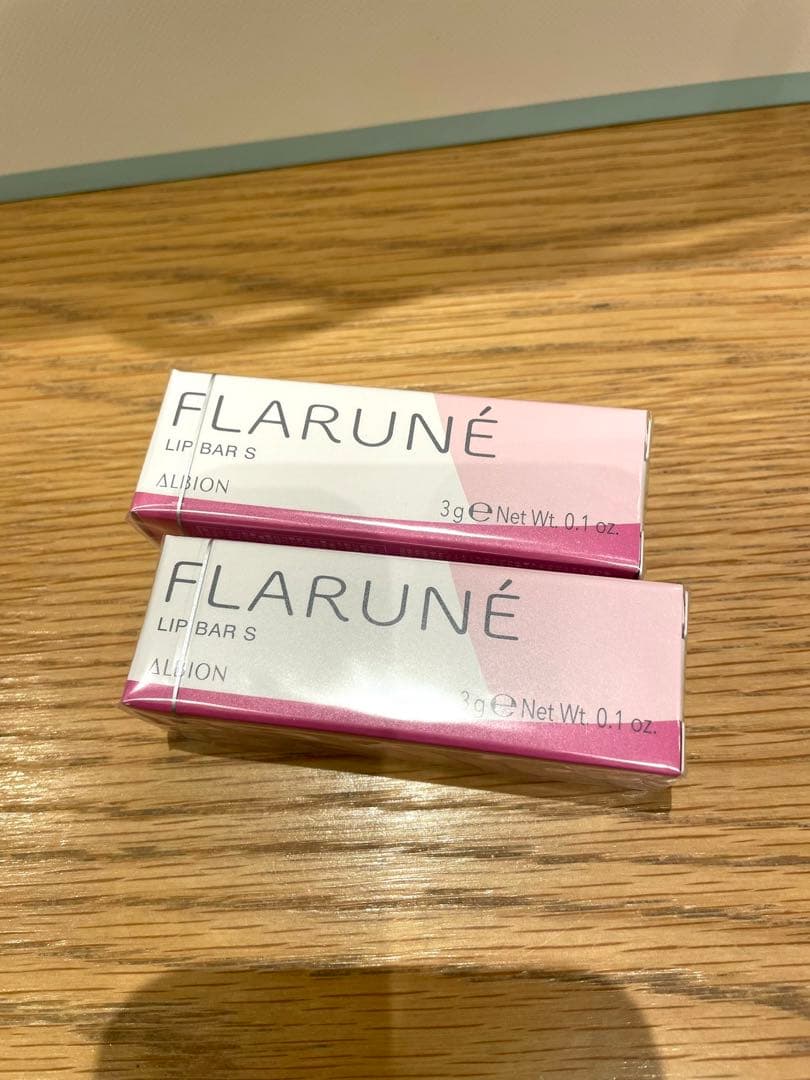 FLARUNÉ
LIP BAR S
ALBION
3g℮Net Wt. 0.1 oz.
FLARUNÉ
LIP BAR S
ALBION
3g℮Net Wt. 0.1 oz.